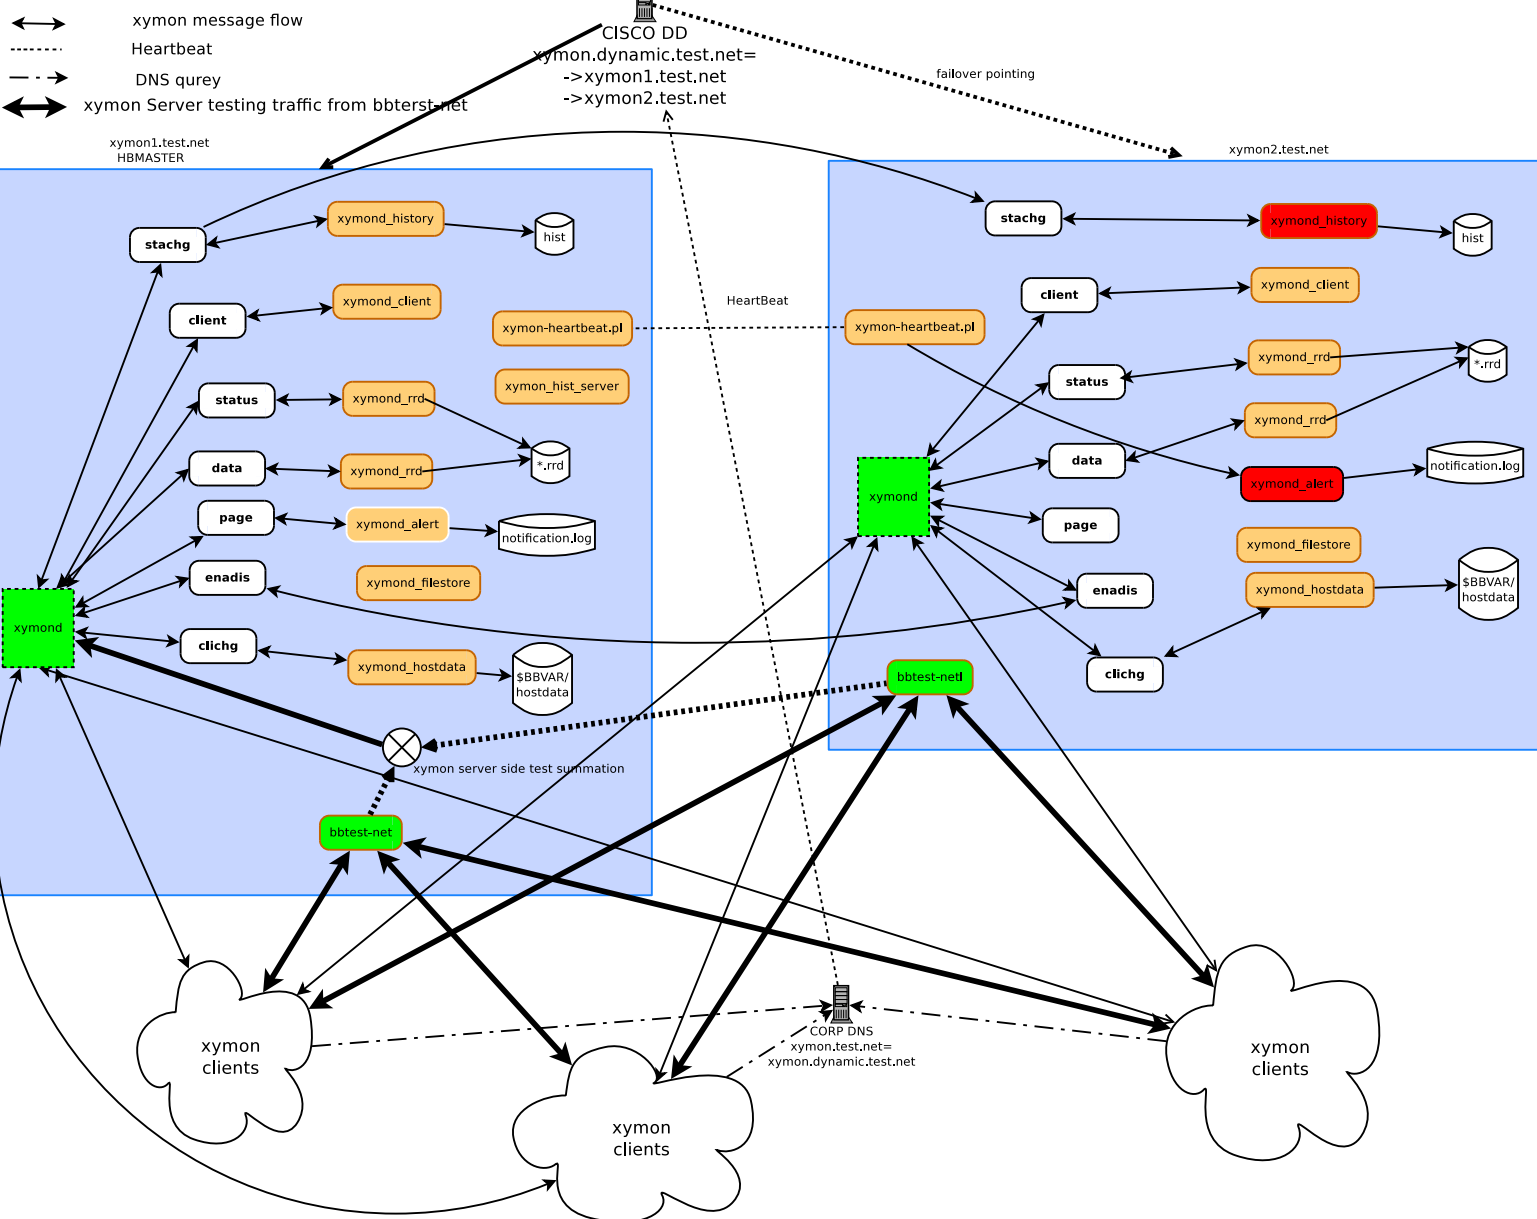 xymon message flow
Heartbeat
DNS qurey
xymon Server testing traffic from bbterst-net
CISCO DD
xymon.dynamic.test.net=
->xymon1.test.net
->xymon2.test.net
failover pointing
xymon1.test.net
HBMASTER
xymon2.test.net
stachg
xymond_history
hist
client
xymond_client
xymon-heartbeat.pl
xymon_hist_server
status
xymond_rrd
*.rrd
data
xymond_rrd
page
xymond_alert
notification.log
enadis
xymond_filestore
xymond
clichg
xymond_hostdata
$BBVAR/
hostdata
xymon server side test summation
bbtest-net
HeartBeat
stachg
xymond_history
hist
client
xymond_client
xymon-heartbeat.pl
status
xymond_rrd
*.rrd
xymond_rrd
data
notification.log
xymond_alert
xymond
page
xymond_filestore
enadis
xymond_hostdata
$BBVAR/
hostdata
clichg
bbtest-netl
CORP DNS
xymon.test.net=
xymon.dynamic.test.net
xymon
clients
xymon
clients
xymon
clients